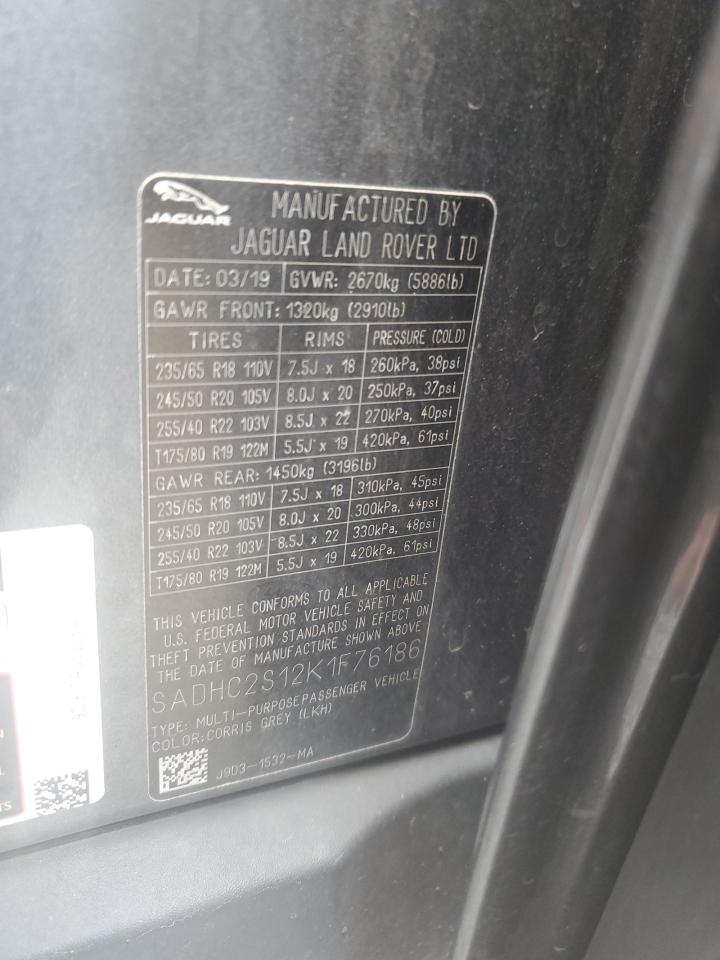 JAGUAR
MANUFACTURED BY
JAGUAR LAND ROVER LTD
DATE: 03/19 GVWR: 2670kg (5886lb)
GAWR FRONT: 1320kg (2910lb)
TIRES RIMS PRESSURE (COLD)
235/65 R18 110V 7.5J x 18 260kPa, 38psi
245/50 R20 105V 8.0J x 20 250kPa, 37psi
255/40 R22 103V 8.5J x 22 270kPa, 40psi
T175/80 R19 122M 5.5J x 19 420kPa, 61psi
GAWR REAR: 1450kg (3196lb)
235/65 R18 110V 7.5J x 18 310kPa, 45psi
245/50 R20 105V 8.0J x 20 300kPa, 44psi
255/40 R22 103V 8.5J x 22 330kPa, 48psi
T175/80 R19 122M 5.5J x 19 420kPa, 61psi
THIS VEHICLE CONFORMS TO ALL APPLICABLE
U.S. FEDERAL MOTOR VEHICLE SAFETY AND
THEFT PREVENTION STANDARDS IN EFFECT ON
THE DATE OF MANUFACTURE SHOWN ABOVE
SADHC2S12K1F76186
TYPE: MULTI-PURPOSE PASSENGER VEHICLE
COLOR: CORRIS GREY (LKH)
J9D3-1532-MA